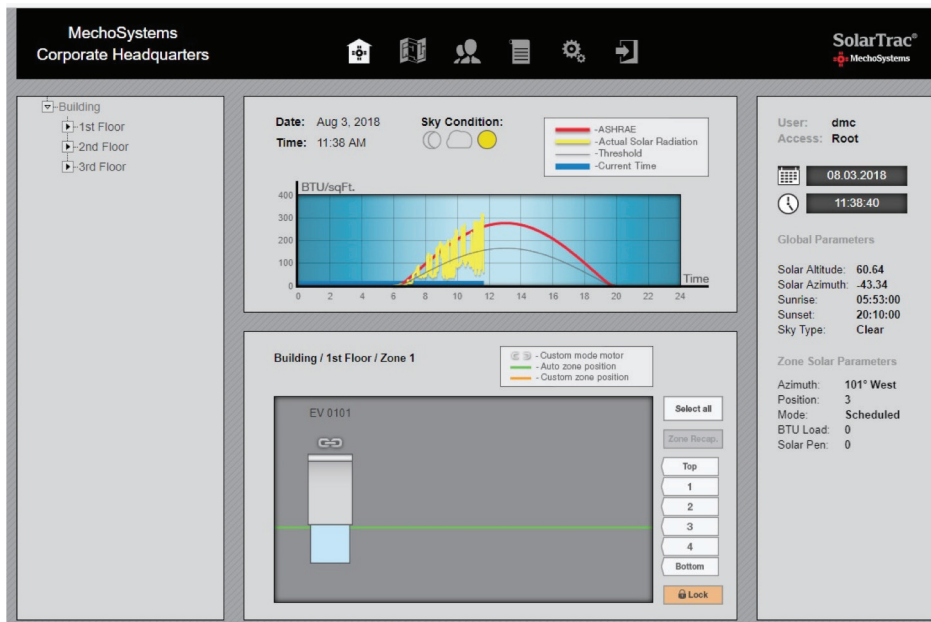 MechoSystems
Corporate Headquarters
SolarTrac®
MechoSystems
Building
1st Floor
2nd Floor
3rd Floor
Date: Aug 3, 2018
Time: 11:38 AM
Sky Condition:
-ASHRAE
-Actual Solar Radiation
-Threshold
-Current Time
BTU/sqFt.
400
300
200
100
0
0 2 4 6 8 10 12 14 16 18 20 22 24
Time
Building / 1st Floor / Zone 1
- Custom mode motor
- Auto zone position
- Custom zone position
EV 0101
Select all
Zone Recap.
Top
1
2
3
4
Bottom
Lock
User: dmc
Access: Root
08.03.2018
11:38:40
Global Parameters
Solar Altitude: 60.64
Solar Azimuth: -43.34
Sunrise: 05:53:00
Sunset: 20:10:00
Sky Type: Clear
Zone Solar Parameters
Azimuth: 101° West
Position: 3
Mode: Scheduled
BTU Load: 0
Solar Pen: 0